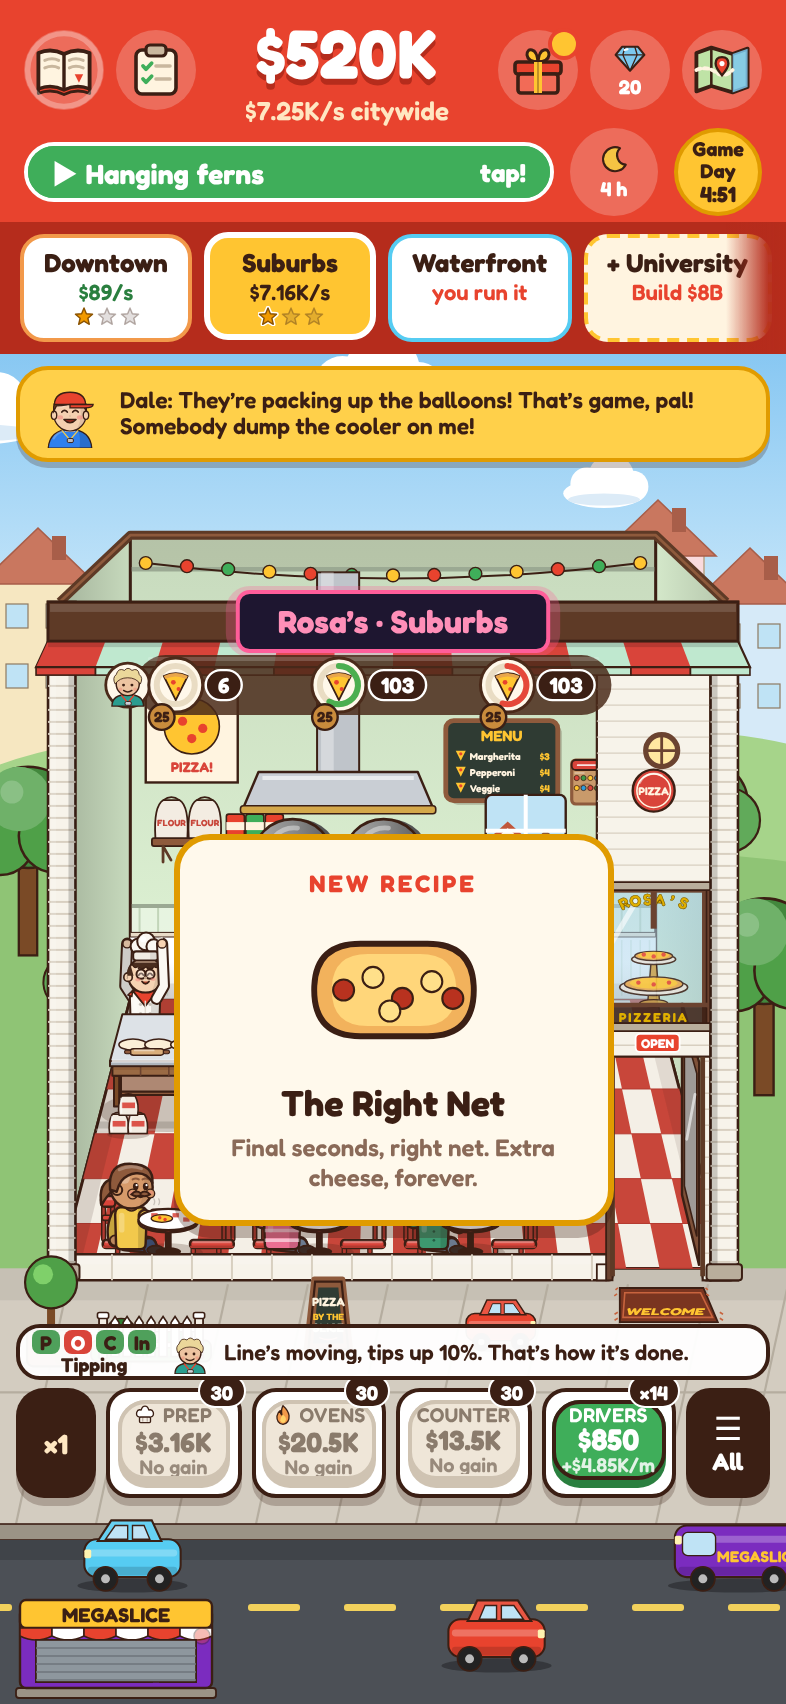 $520K
$7.25K/s citywide
20
Hanging ferns
tap!
4 h
Game
Day
4:51
Downtown
$89/s
Suburbs
$7.16K/s
Waterfront
you run it
+ University
Build $8B
Dale: They're packing up the balloons! That's game, pal!
Somebody dump the cooler on me!
Rosa's · Suburbs
6
103
103
25
25
25
PIZZA!
MENU
Margherita $3
Pepperoni $4
Veggie $4
PIZZA
FLOUR
FLOUR
ROSA'S
PIZZERIA
OPEN
NEW RECIPE
The Right Net
Final seconds, right net. Extra
cheese, forever.
PIZZA
BY THE
WELCOME
P O C In
Tipping
Line's moving, tips up 10%. That's how it's done.
x1
30
PREP
$3.16K
No gain
30
OVENS
$20.5K
No gain
30
COUNTER
$13.5K
No gain
x14
DRIVERS
$850
+$4.85K/m
All
MEGASLIC
MEGASLICE